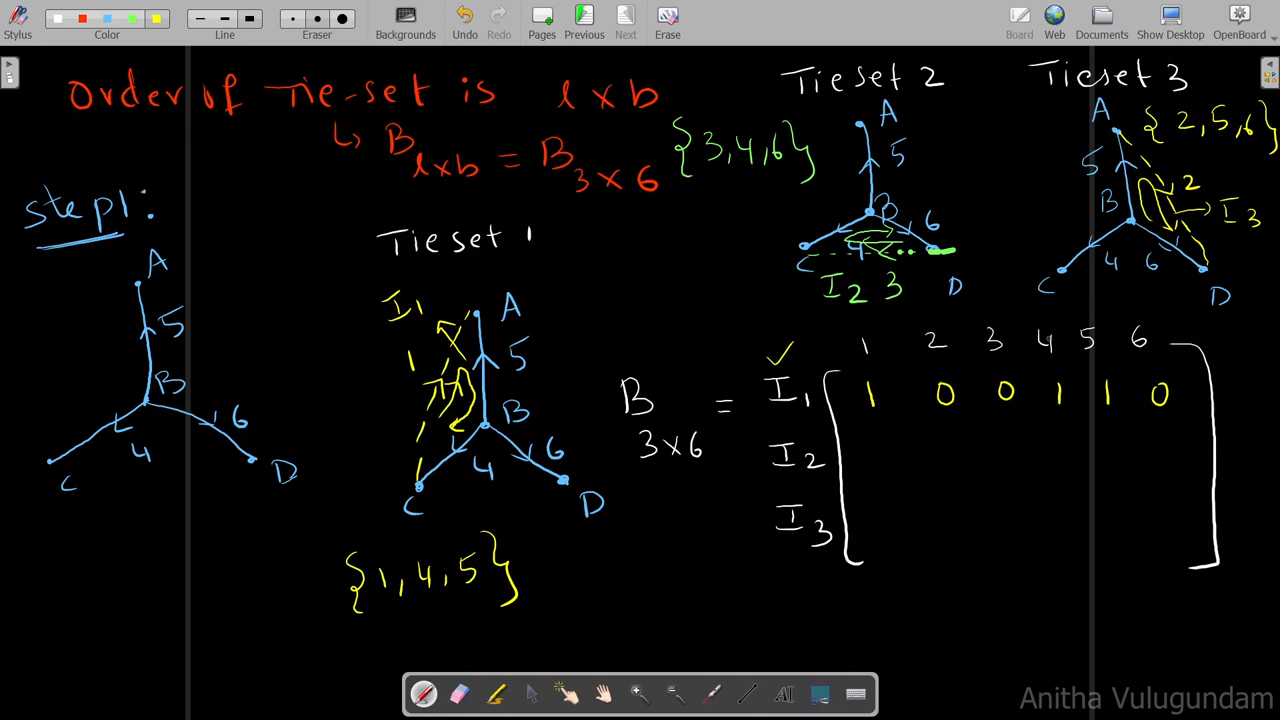 Stylus
Color
Line
Eraser
Backgrounds
Undo
Redo
Pages
Previous
Next
Erase
Board
Web
Documents
Show Desktop
OpenBoard
Order of Tie-set is l x b
↳ B l x b = B 3 x 6
Step1:
A
5
B
4
6
C
D
Tieset 1
I1
A
1
5
B
4
6
C
D
{1, 4, 5}
Tieset 2
{3, 4, 6}
A
5
B
6
C
4
I2 3
D
Tieset 3
{2, 5, 6}
A
5
2
B
I3
4
6
C
D
1 2 3 4 5 6
B 3x6 = I1 1 0 0 1 1 0
I2
I3
Anitha Vulugundam